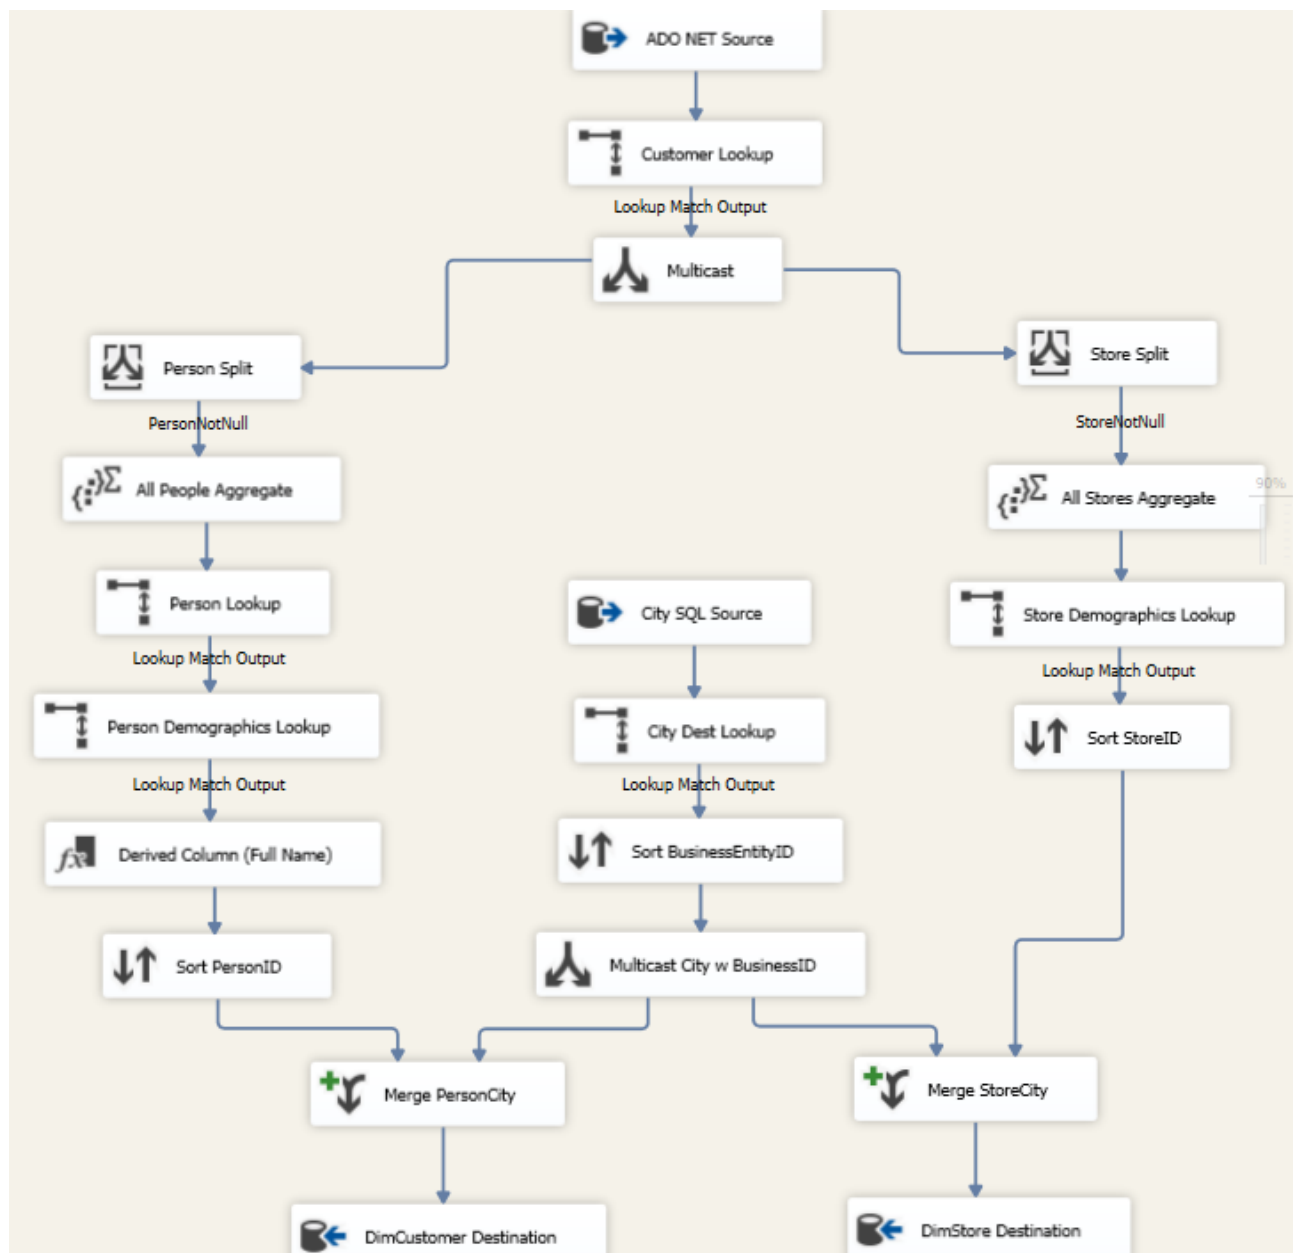 ADO NET Source
Customer Lookup
Lookup Match Output
Multicast
Person Split
Store Split
PersonNotNull
StoreNotNull
All People Aggregate
All Stores Aggregate
90%
Person Lookup
City SQL Source
Store Demographics Lookup
Lookup Match Output
Lookup Match Output
Person Demographics Lookup
City Dest Lookup
Sort StoreID
Lookup Match Output
Lookup Match Output
Derived Column (Full Name)
Sort BusinessEntityID
Sort PersonID
Multicast City w BusinessID
Merge PersonCity
Merge StoreCity
DimCustomer Destination
DimStore Destination